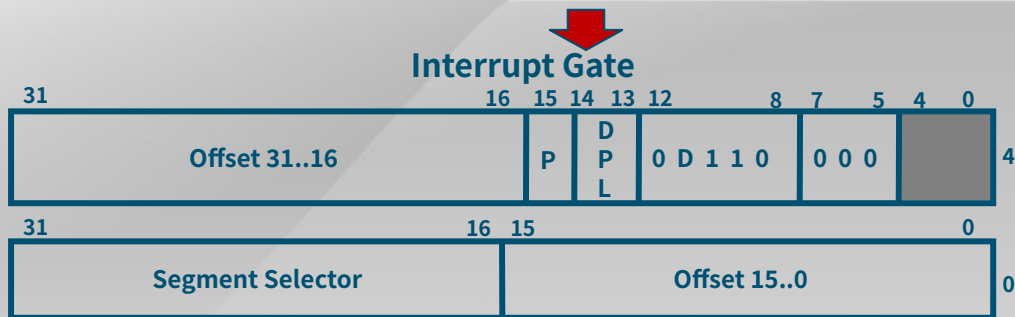 Interrupt Gate
31 16 15 14 13 12 8 7 5 4 0
Offset 31..16 P DPL 0 D 1 1 0 0 0 0 4
31 16 15 0
Segment Selector Offset 15..0 0